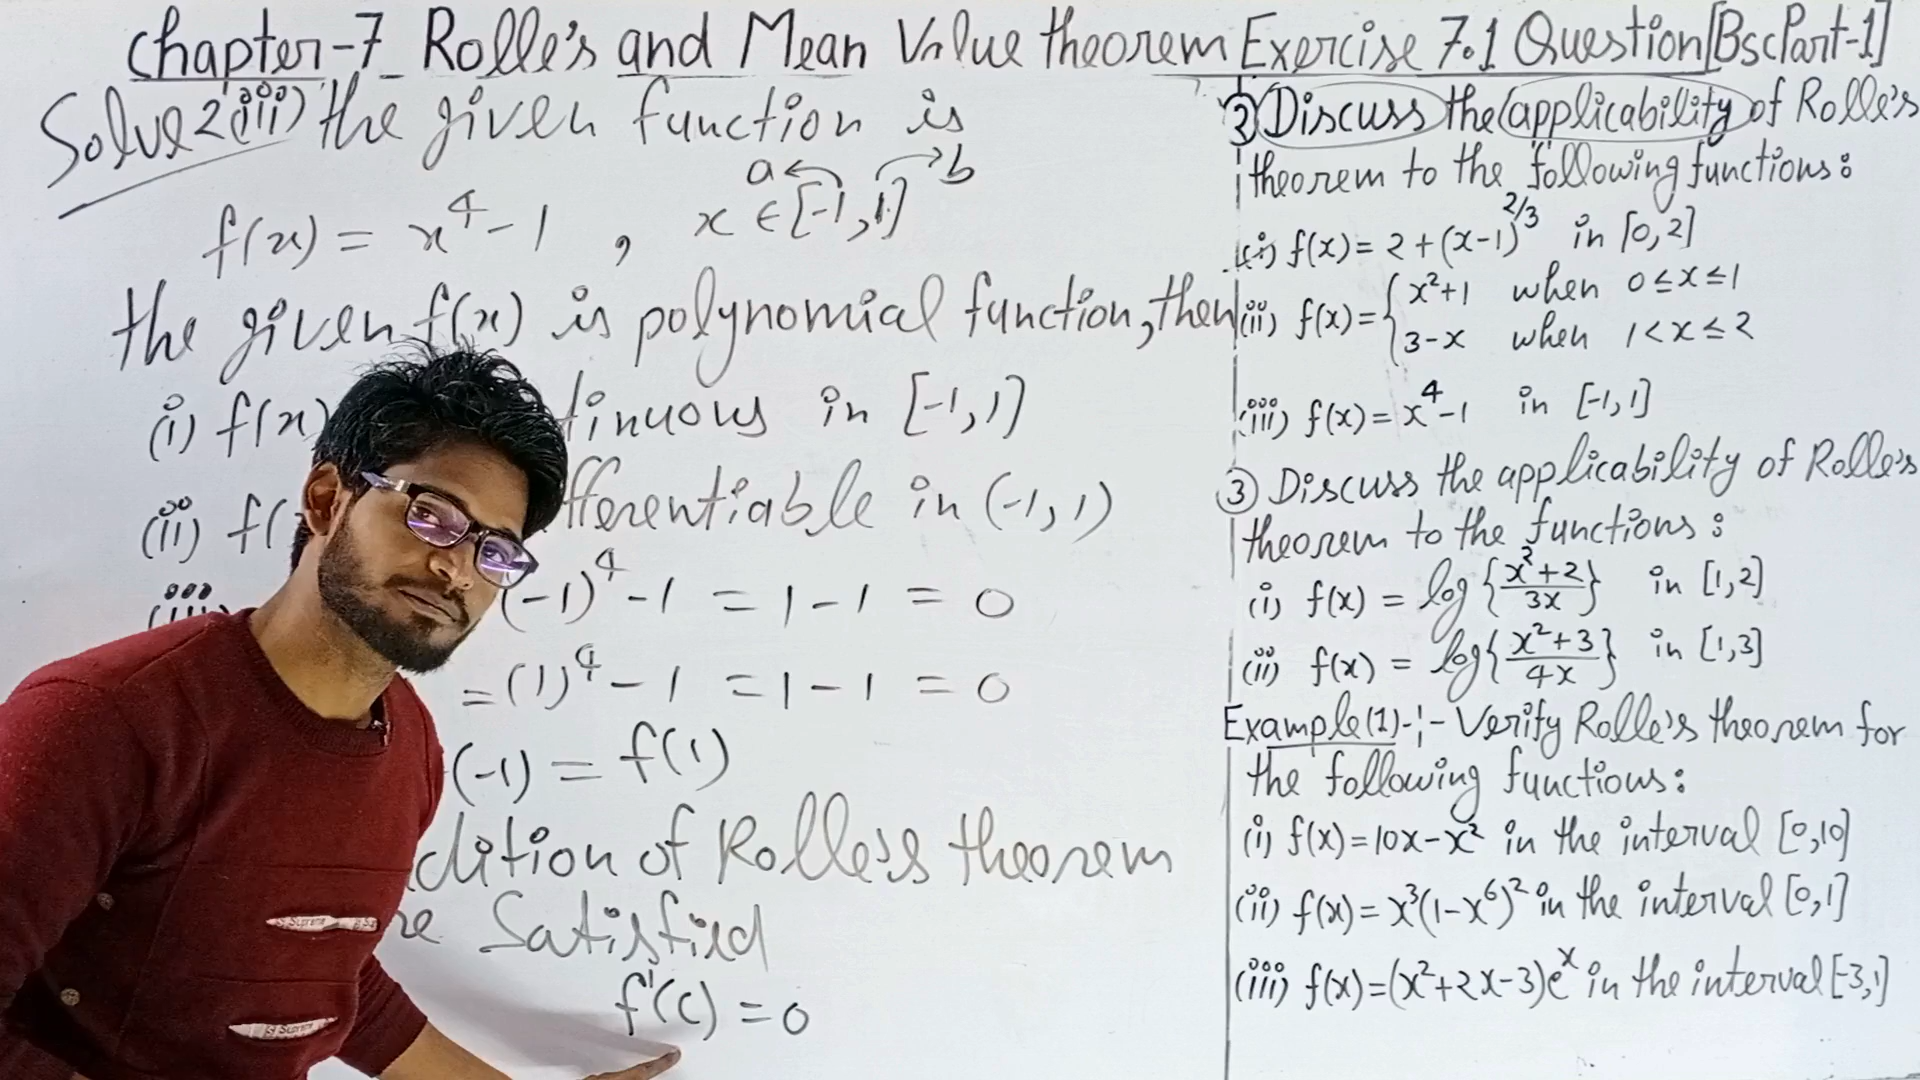 Chapter-7 Rolle's and Mean Value theorem Exercise 7.1 Question [Bsc Part-1]
Solve 2(iii) the given function is
a b
f(x) = x⁴-1 , x ∈ [-1,1]
the given f(x) is polynomial function, then
(i) f(x) tinuous in [-1,1]
(ii) f( fferentiable in (-1,1)
(iii) (-1)⁴-1 = 1-1 = 0
=(1)⁴-1 = 1-1 = 0
(-1) = f(1)
dition of Rolle's theorem
re Satisfied
f'(c) = 0
② Discuss the applicability of Rolle's
theorem to the following functions:
(i) f(x) = 2+(x-1)^2/3 in [0,2]
(ii) f(x) = { x²+1 when 0≤x≤1
3-x when 1<x≤2
(iii) f(x) = x⁴-1 in [-1,1]
③ Discuss the applicability of Rolle's
theorem to the functions:
(i) f(x) = log{x²+2/3x} in [1,2]
(ii) f(x) = log{x²+3/4x} in [1,3]
Example(1)-:- Verify Rolle's theorem for
the following functions:
(i) f(x)=10x-x² in the interval [0,10]
(ii) f(x)=x³(1-x⁶)² in the interval [0,1]
(iii) f(x)=(x²+2x-3)eˣ in the interval [-3,1]